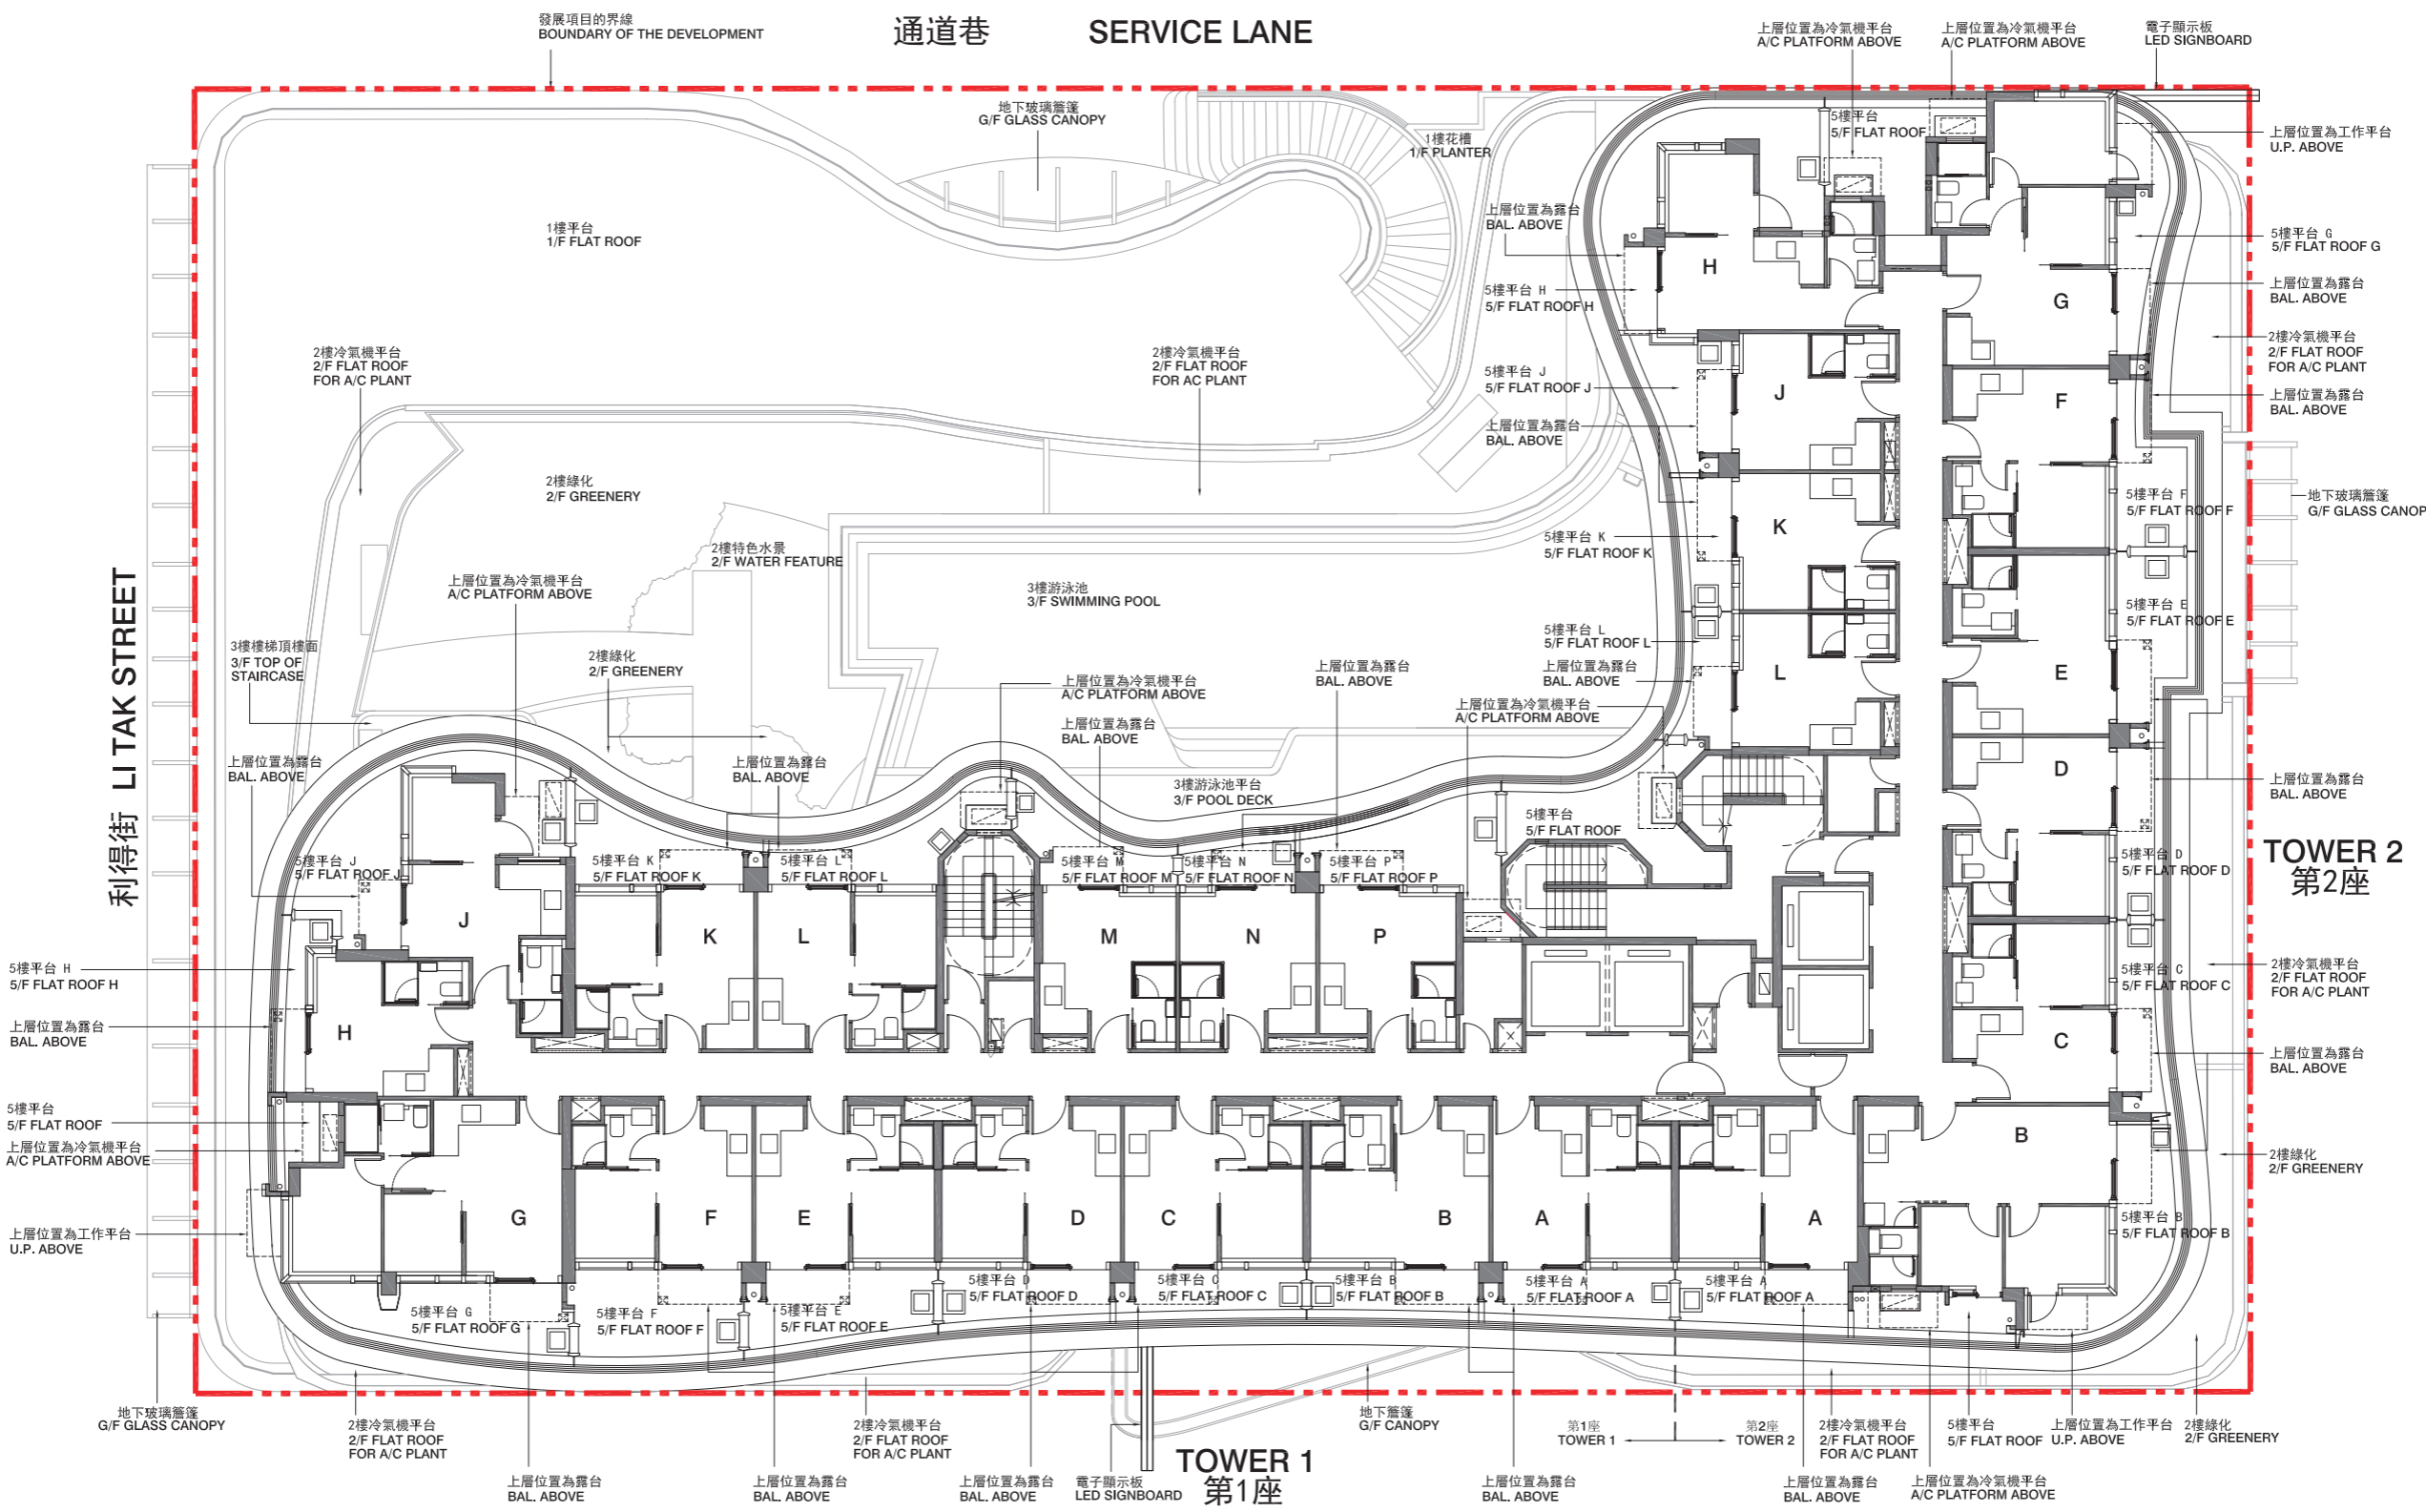 發展項目的界線
BOUNDARY OF THE DEVELOPMENT
通道巷 SERVICE LANE
上層位置為冷氣機平台
A/C PLATFORM ABOVE
上層位置為冷氣機平台
A/C PLATFORM ABOVE
電子顯示板
LED SIGNBOARD
地下玻璃簷篷
G/F GLASS CANOPY
5樓平台
5/F FLAT ROOF
1樓花槽
1/F PLANTER
上層位置為工作平台
U.P. ABOVE
1樓平台
1/F FLAT ROOF
上層位置為露台
BAL. ABOVE
5樓平台 G
5/F FLAT ROOF G
H
G
5樓平台 H
5/F FLAT ROOF H
上層位置為露台
BAL. ABOVE
2樓冷氣機平台
2/F FLAT ROOF
FOR A/C PLANT
2樓冷氣機平台
2/F FLAT ROOF
FOR AC PLANT
2樓冷氣機平台
2/F FLAT ROOF
FOR A/C PLANT
5樓平台 J
5/F FLAT ROOF J
J
F
上層位置為露台
BAL. ABOVE
上層位置為露台
BAL. ABOVE
2樓綠化
2/F GREENERY
5樓平台 F
5/F FLAT ROOF F
地下玻璃簷篷
G/F GLASS CANOP
2樓特色水景
2/F WATER FEATURE
5樓平台 K
5/F FLAT ROOF K
K
上層位置為冷氣機平台
A/C PLATFORM ABOVE
3樓游泳池
3/F SWIMMING POOL
5樓平台 E
5/F FLAT ROOF E
利得街 LI TAK STREET
3樓樓梯頂樓面
3/F TOP OF
STAIRCASE
2樓綠化
2/F GREENERY
5樓平台 L
5/F FLAT ROOF L
上層位置為露台
BAL. ABOVE
上層位置為露台
BAL. ABOVE
L
E
上層位置為冷氣機平台
A/C PLATFORM ABOVE
上層位置為冷氣機平台
A/C PLATFORM ABOVE
上層位置為露台
BAL. ABOVE
上層位置為露台
BAL. ABOVE
上層位置為露台
BAL. ABOVE
3樓游泳池平台
3/F POOL DECK
D
上層位置為露台
BAL. ABOVE
5樓平台
5/F FLAT ROOF
5樓平台 J
5/F FLAT ROOF J
5樓平台 K
5/F FLAT ROOF K
5樓平台 L
5/F FLAT ROOF L
5樓平台 M
5/F FLAT ROOF M
5樓平台 N
5/F FLAT ROOF N
5樓平台 P
5/F FLAT ROOF P
5樓平台 D
5/F FLAT ROOF D
TOWER 2
第2座
J
K
L
M
N
P
5樓平台 H
5/F FLAT ROOF H
5樓平台 C
5/F FLAT ROOF C
2樓冷氣機平台
2/F FLAT ROOF
FOR A/C PLANT
上層位置為露台
BAL. ABOVE
H
C
上層位置為露台
BAL. ABOVE
5樓平台
5/F FLAT ROOF
上層位置為冷氣機平台
A/C PLATFORM ABOVE
B
2樓綠化
2/F GREENERY
上層位置為工作平台
U.P. ABOVE
G
F
E
D
C
B
A
A
5樓平台 B
5/F FLAT ROOF B
5樓平台 G
5/F FLAT ROOF G
5樓平台 F
5/F FLAT ROOF F
5樓平台 E
5/F FLAT ROOF E
5樓平台 D
5/F FLAT ROOF D
5樓平台 C
5/F FLAT ROOF C
5樓平台 B
5/F FLAT ROOF B
5樓平台 A
5/F FLAT ROOF A
5樓平台 A
5/F FLAT ROOF A
地下玻璃簷篷
G/F GLASS CANOPY
2樓冷氣機平台
2/F FLAT ROOF
FOR A/C PLANT
2樓冷氣機平台
2/F FLAT ROOF
FOR A/C PLANT
地下簷篷
G/F CANOPY
第1座
TOWER 1
第2座
TOWER 2
2樓冷氣機平台
2/F FLAT ROOF
FOR A/C PLANT
5樓平台
5/F FLAT ROOF
上層位置為工作平台
U.P. ABOVE
2樓綠化
2/F GREENERY
上層位置為露台
BAL. ABOVE
上層位置為露台
BAL. ABOVE
上層位置為露台
BAL. ABOVE
電子顯示板
LED SIGNBOARD
TOWER 1
第1座
上層位置為露台
BAL. ABOVE
上層位置為露台
BAL. ABOVE
上層位置為冷氣機平台
A/C PLATFORM ABOVE